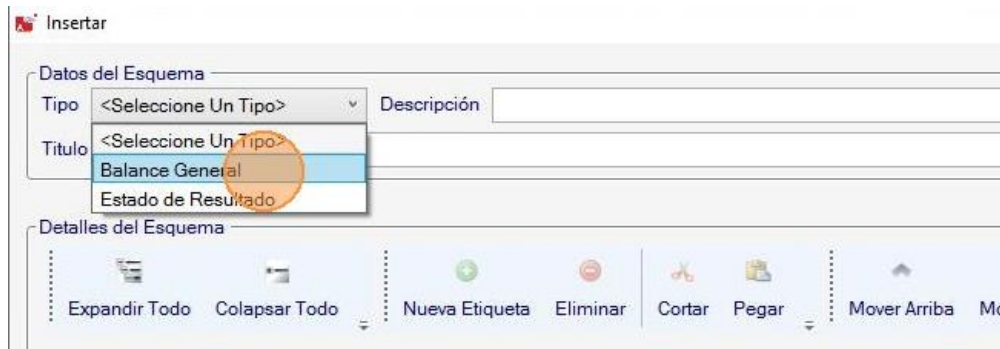 Insertar
Datos del Esquema
Tipo <Seleccione Un Tipo> Descripción
<Seleccione Un Tipo>
Titulo
Balance General
Estado de Resultado
Detalles del Esquema
Expandir Todo Colapsar Todo Nueva Etiqueta Eliminar Cortar Pegar Mover Arriba